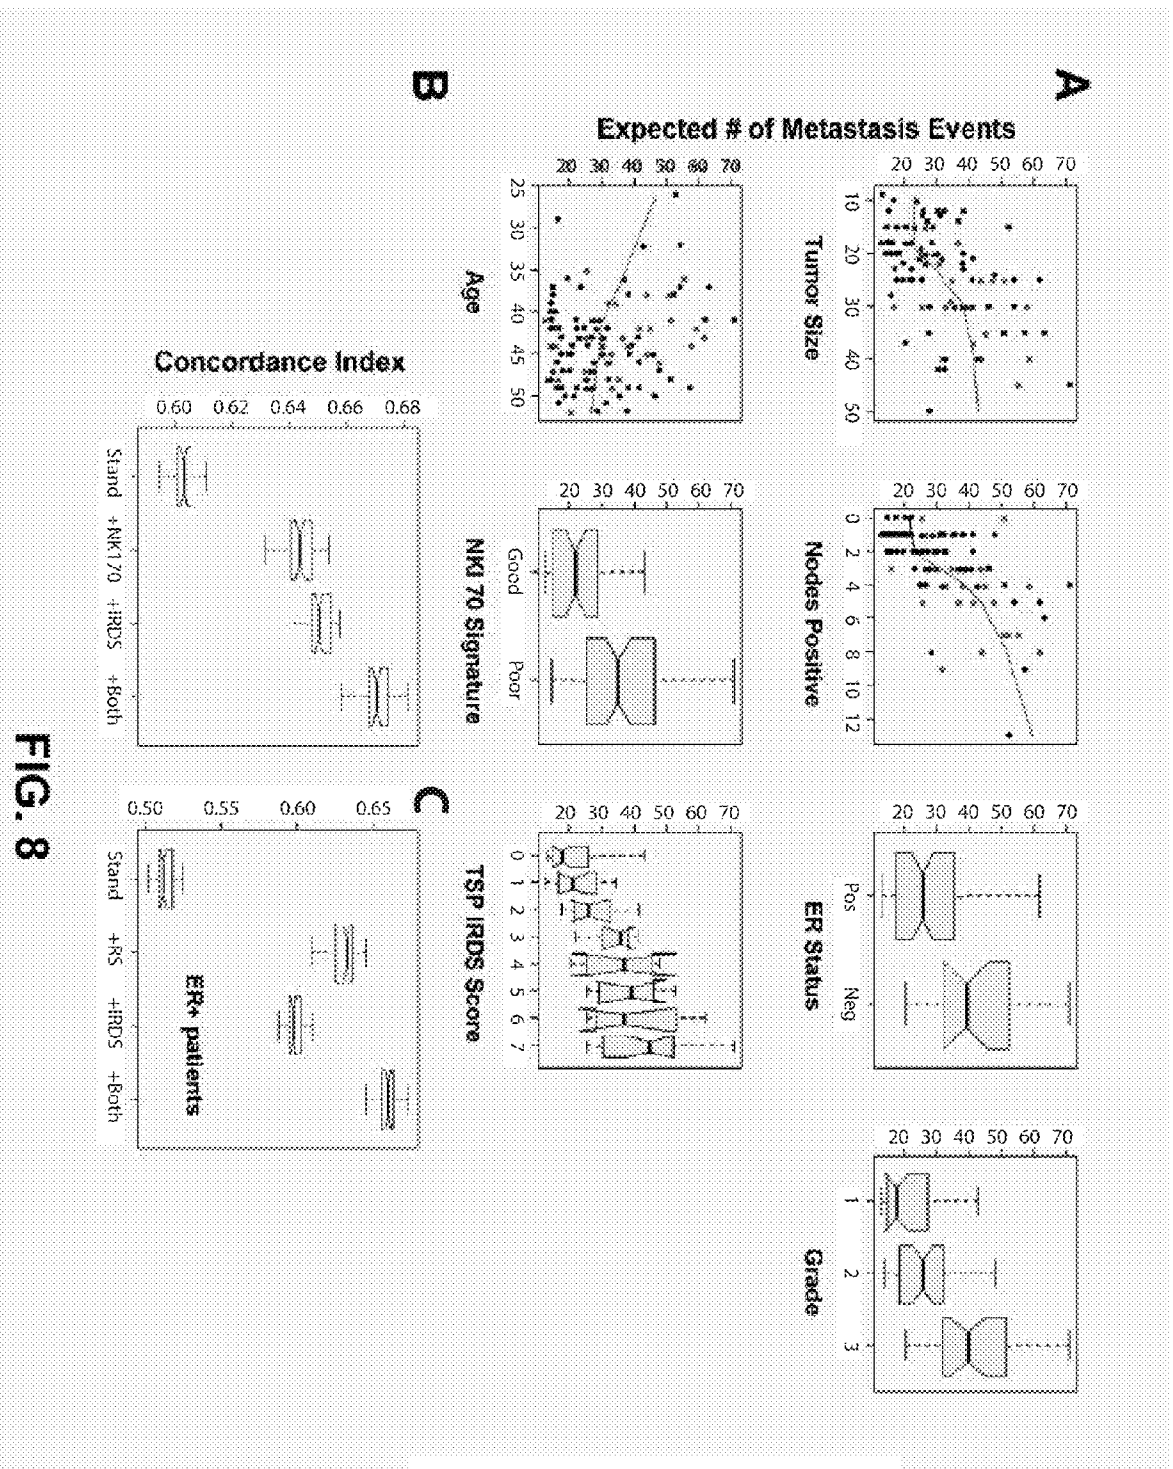 A
Expected # of Metastasis Events
20 30 40 50 60 70
10 20 30 40 50
Tumor Size
20 30 40 50 60 70
0 2 4 6 8 10 12
Nodes Positive
20 30 40 50 60 70
Pos Neg
ER Status
20 30 40 50 60 70
1 2 3
Grade
20 30 40 50 60 70
25 30 35 40 45 50
Age
20 30 40 50 60 70
Good Poor
NKI 70 Signature
20 30 40 50 60 70
0 1 2 3 4 5 6 7
TSP IRDS Score
B
Concordance Index
0.60 0.62 0.64 0.66 0.68
Stand +NK170 +IRDS +Both
C
0.50 0.55 0.60 0.65
ER+ patients
Stand +RS +IRDS +Both
FIG. 8